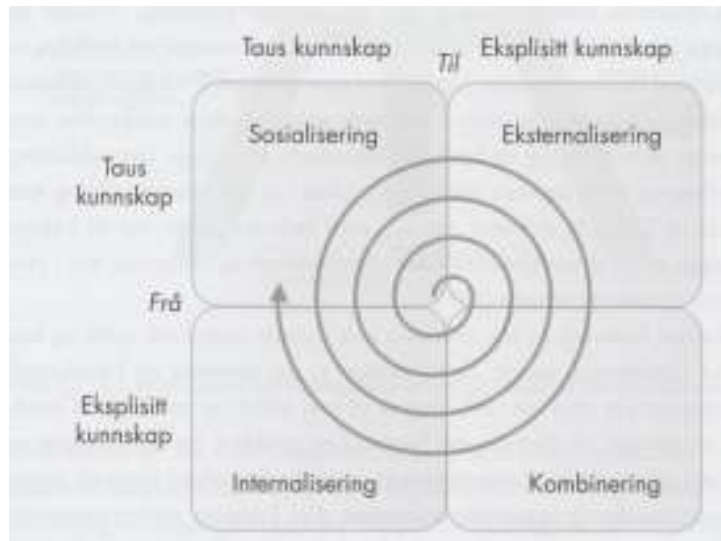 Taus kunnskap
Til
Eksplisitt kunnskap
Sosialisering
Eksternalisering
Taus
kunnskap
Frå
Eksplisitt
kunnskap
Internalisering
Kombinering